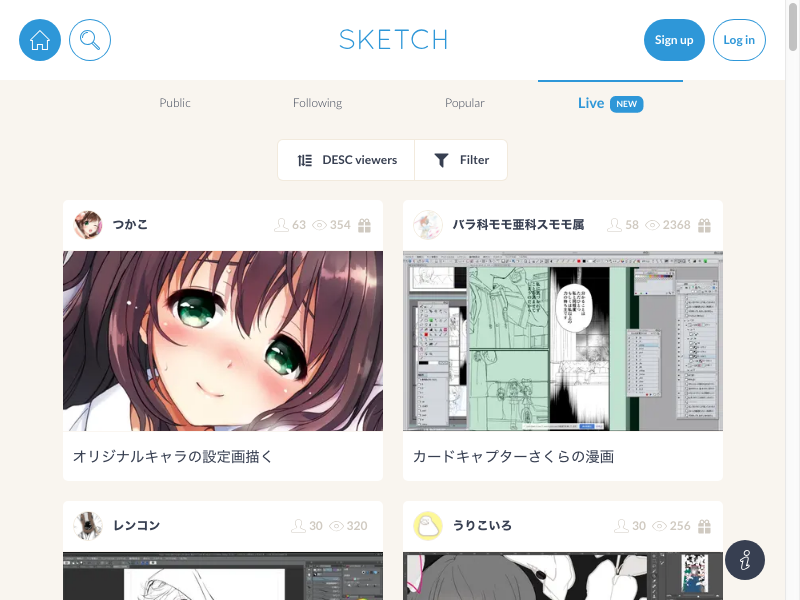 SKETCH
Sign up
Log in
Public
Following
Popular
Live NEW
DESC viewers
Filter
つかこ
63
354
バラ科モモ亜科スモモ属
58
2368
オリジナルキャラの設定画描く
カードキャプターさくらの漫画
レンコン
30
320
うりこいろ
30
256